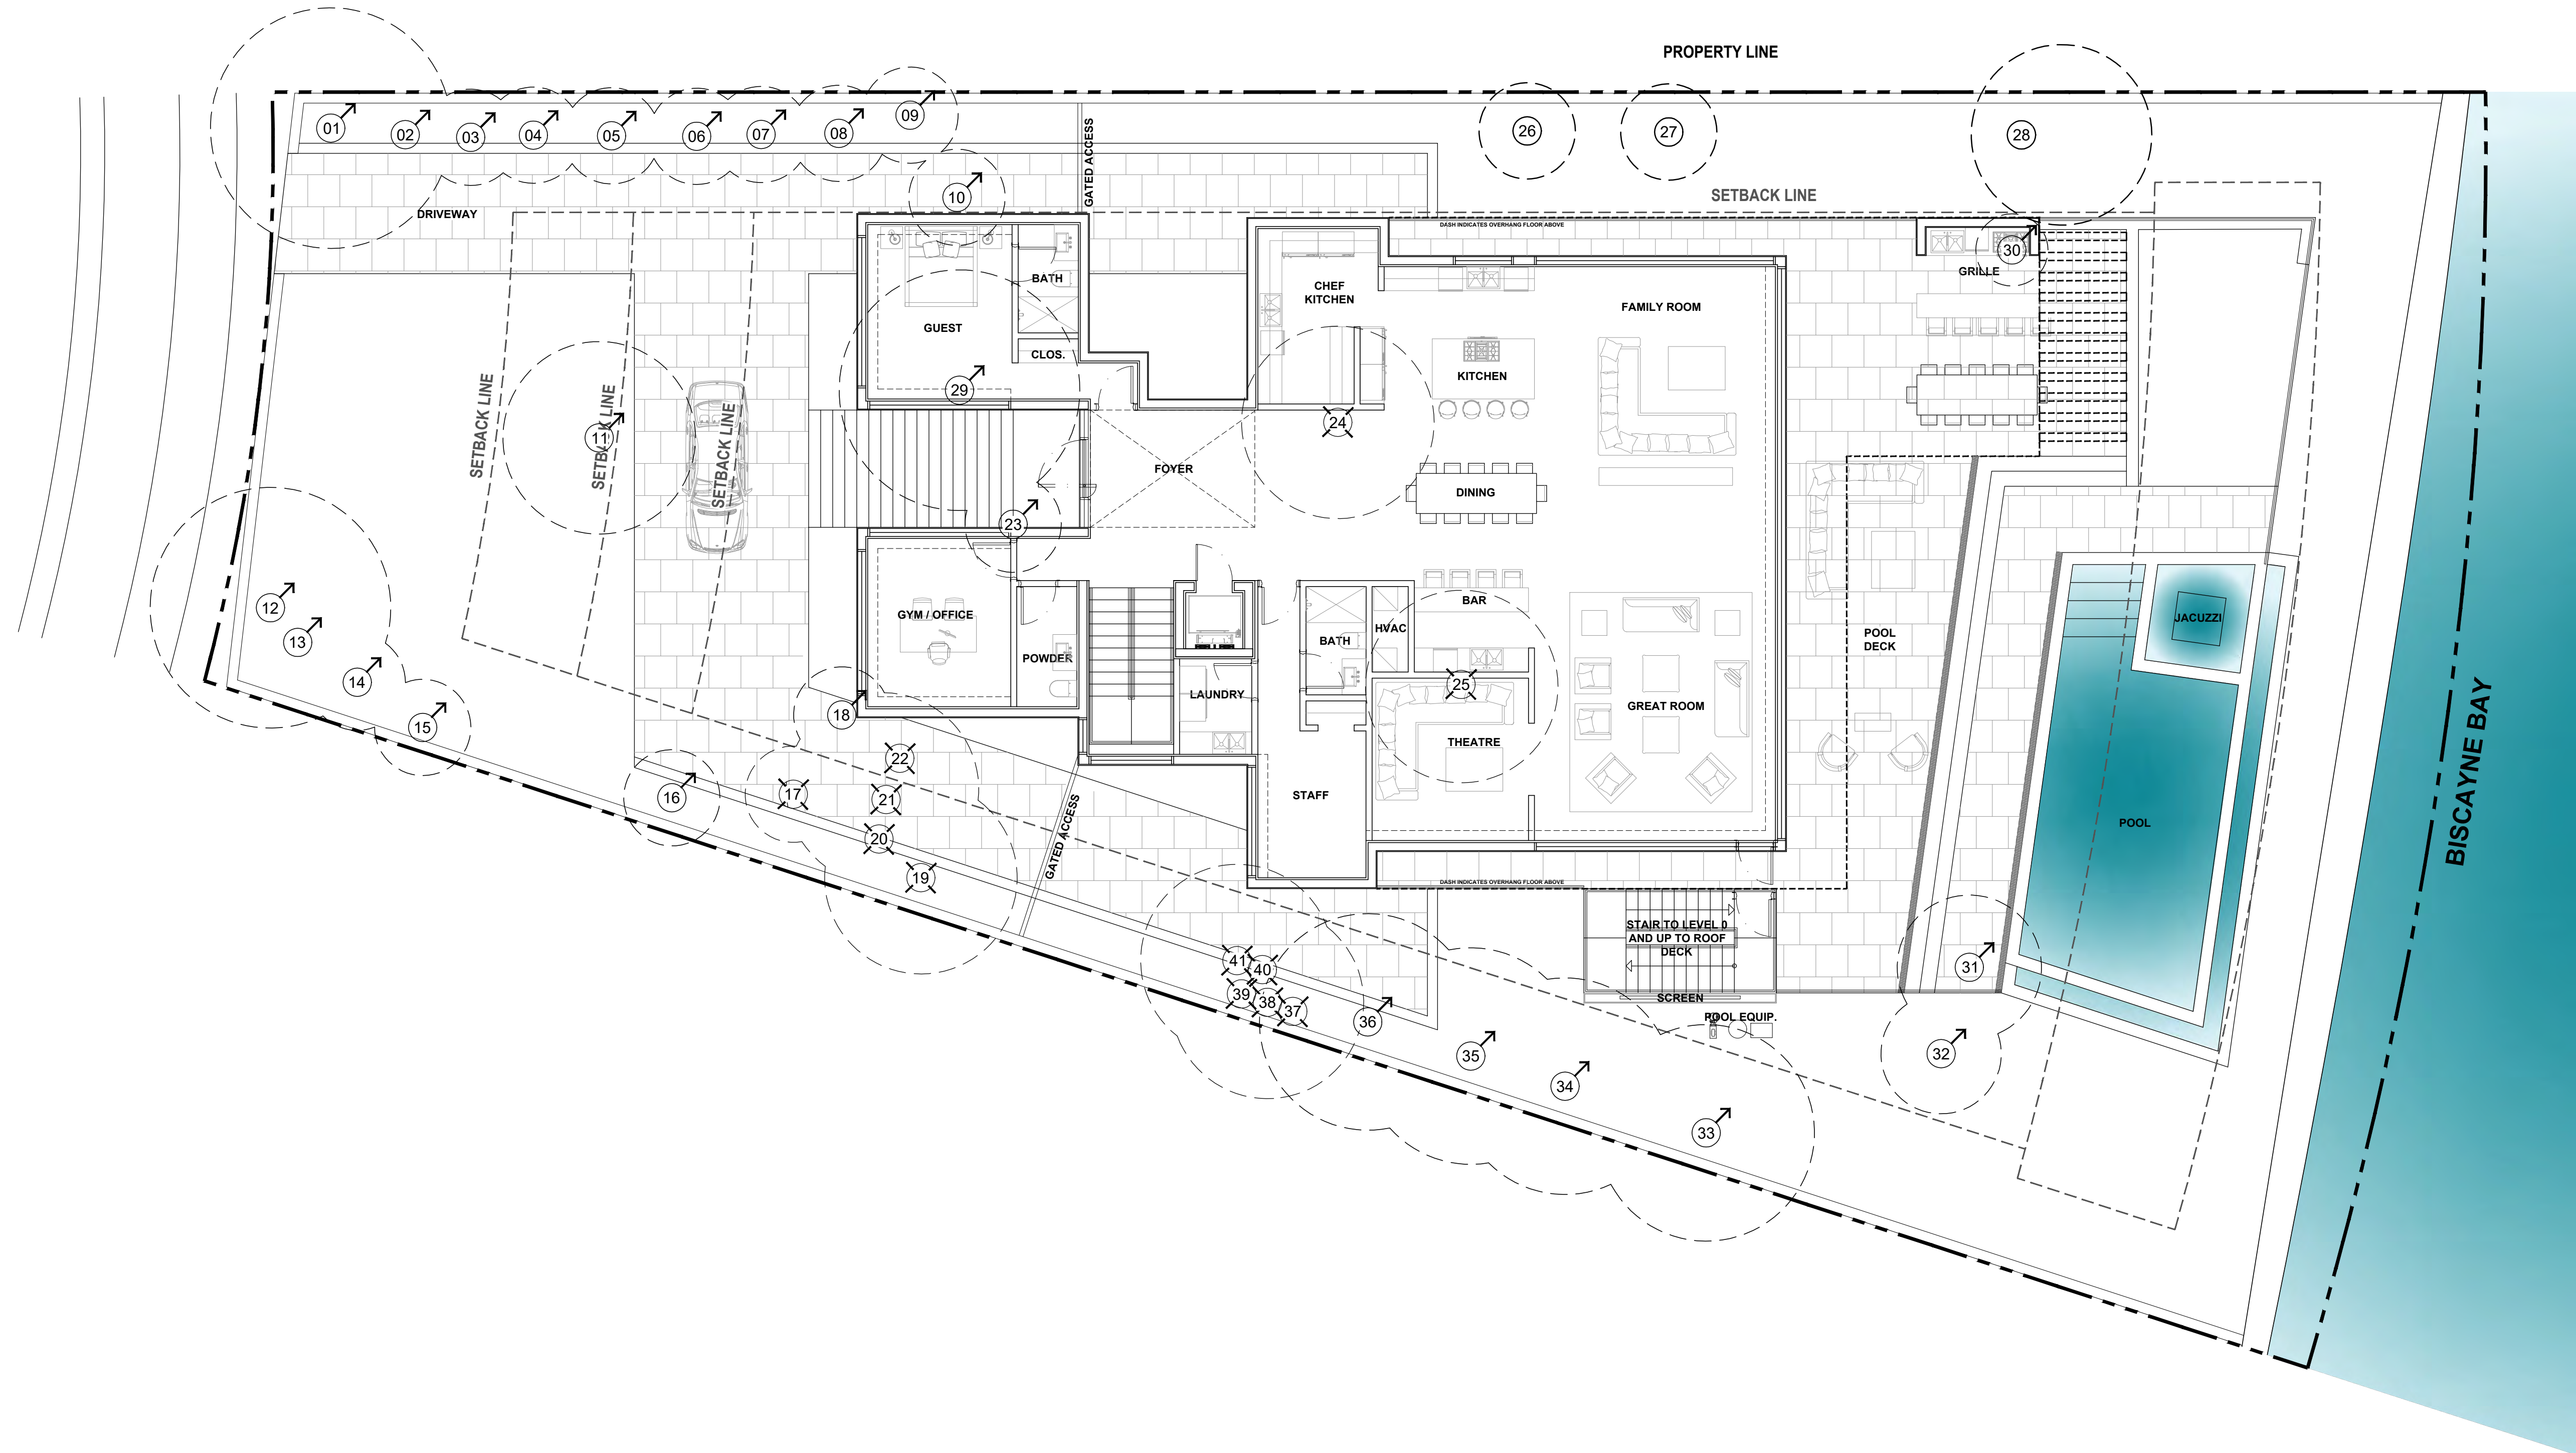 PROPERTY LINE
01
02
03
04
05
06
07
08
09
26
27
28
GATED ACCESS
10
SETBACK LINE
DRIVEWAY
DASH INDICATES OVERHANG FLOOR ABOVE
30
GRILLE
BATH
CHEF
KITCHEN
FAMILY ROOM
GUEST
CLOS.
KITCHEN
29
SETBACK LINE
SETBACK LINE
SETBACK LINE
11
24
FOYER
DINING
23
12
13
14
15
GYM / OFFICE
POWDER
BAR
HVAC
BATH
JACUZZI
POOL
DECK
25
LAUNDRY
GREAT ROOM
18
THEATRE
22
17
16
21
STAFF
20
19
GATED ACCESS
POOL
BISCAYNE BAY
DASH INDICATES OVERHANG FLOOR ABOVE
STAIR TO LEVEL 0
AND UP TO ROOF
DECK
41
40
39
38
37
36
31
SCREEN
POOL EQUIP.
35
34
33
32